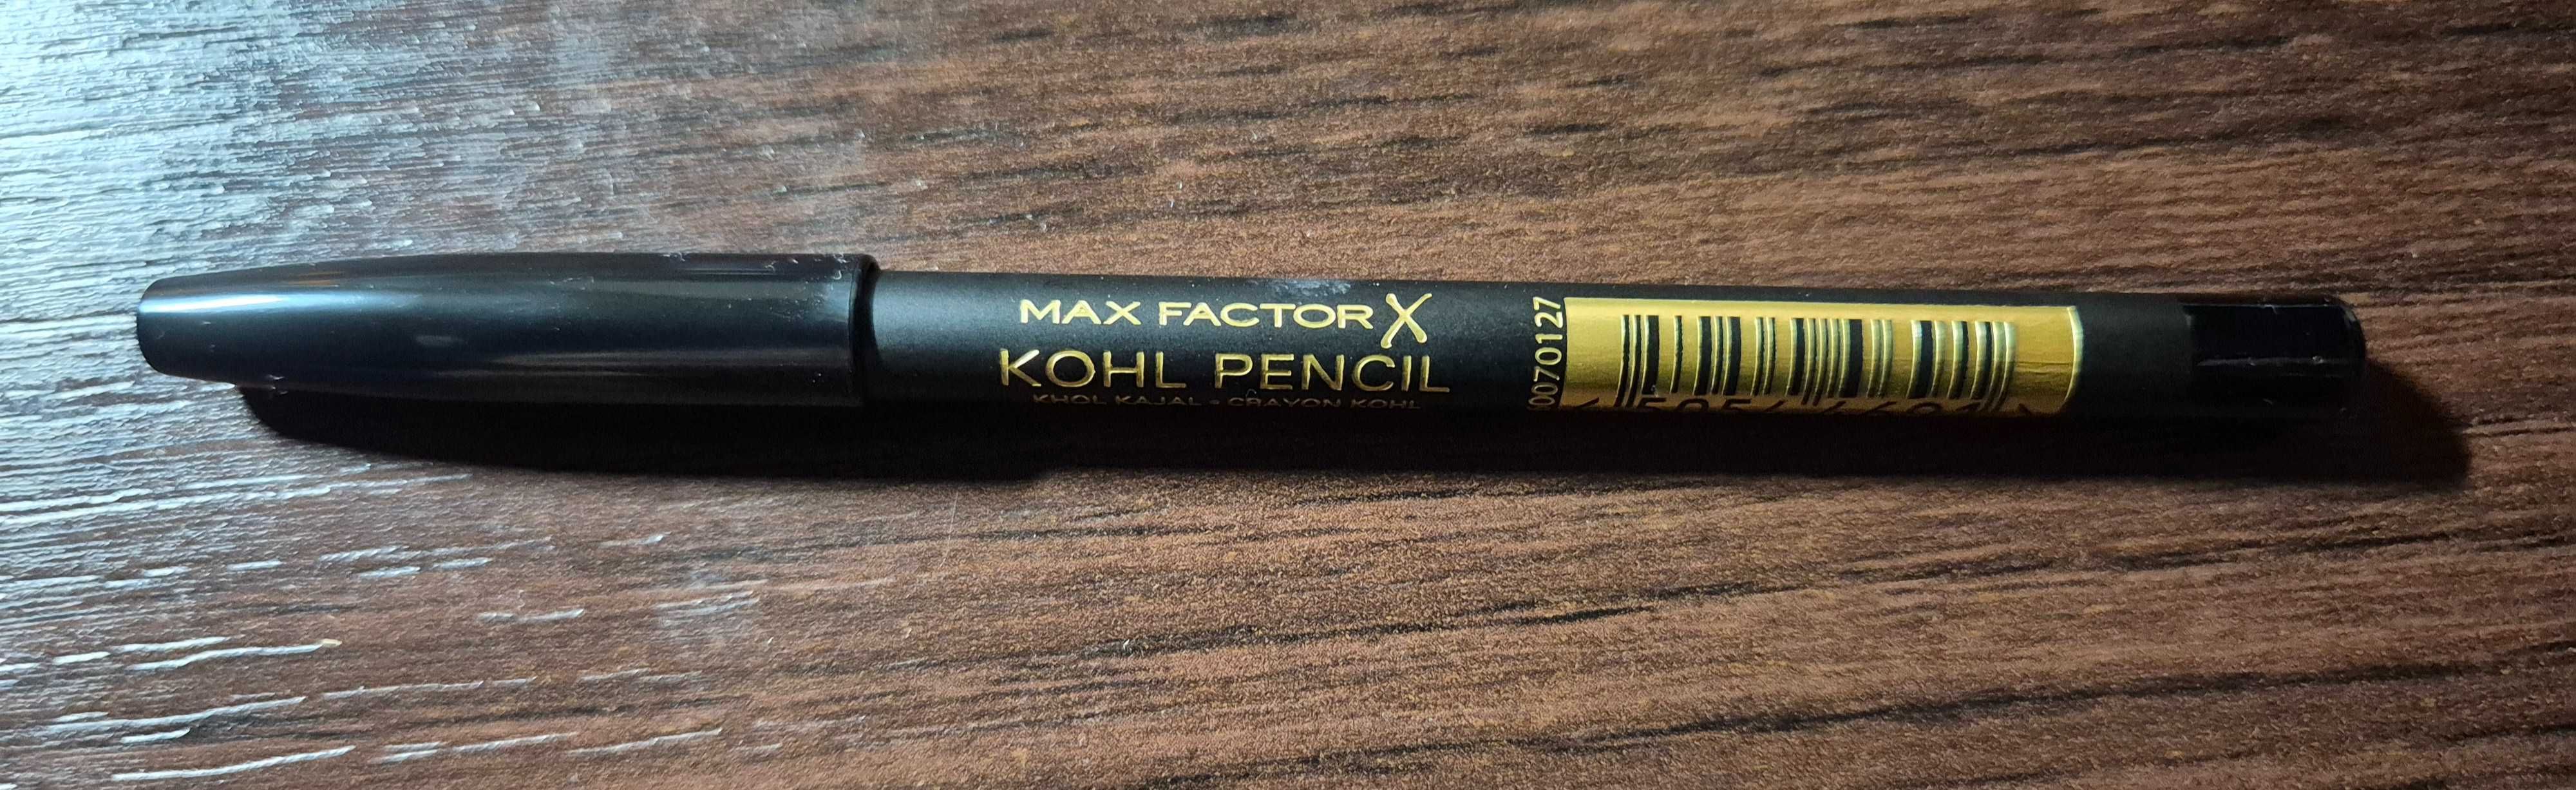 MAX FACTOR X
KOHL PENCIL
KHOL KAJAL - CRAYON KOHL
0070127